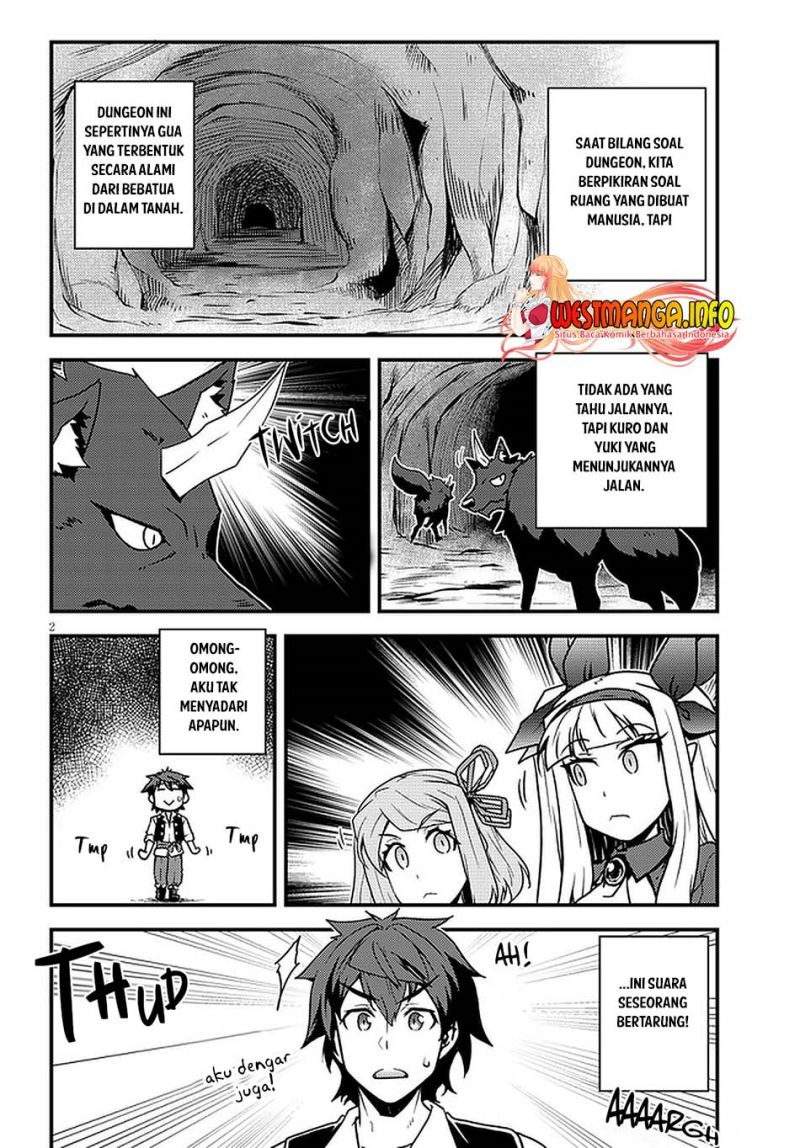 SAAT BILANG SOAL
DUNGEON, KITA
BERPIKIRAN SOAL
RUANG YANG DIBUAT
MANUSIA, TAPI
DUNGEON INI
SEPERTINYA GUA
YANG TERBENTUK
SECARA ALAMI
DARI BEBATUA
DI DALAM TANAH.
WESTMANGA.INFO
Situs Baca Komik Berbahasa Indonesia
TIDAK ADA YANG
TAHU JALANNYA,
TAPI KURO DAN
YUKI YANG
MENUNJUKANNYA
JALAN.
TWITCH
2
OMONG-
OMONG,
AKU TAK
MENYADARI
APAPUN.
TMP
TMP
...INI SUARA
SESEORANG
BERTARUNG!
AH!
THUD
aku dengar
juga!
AAAARGH